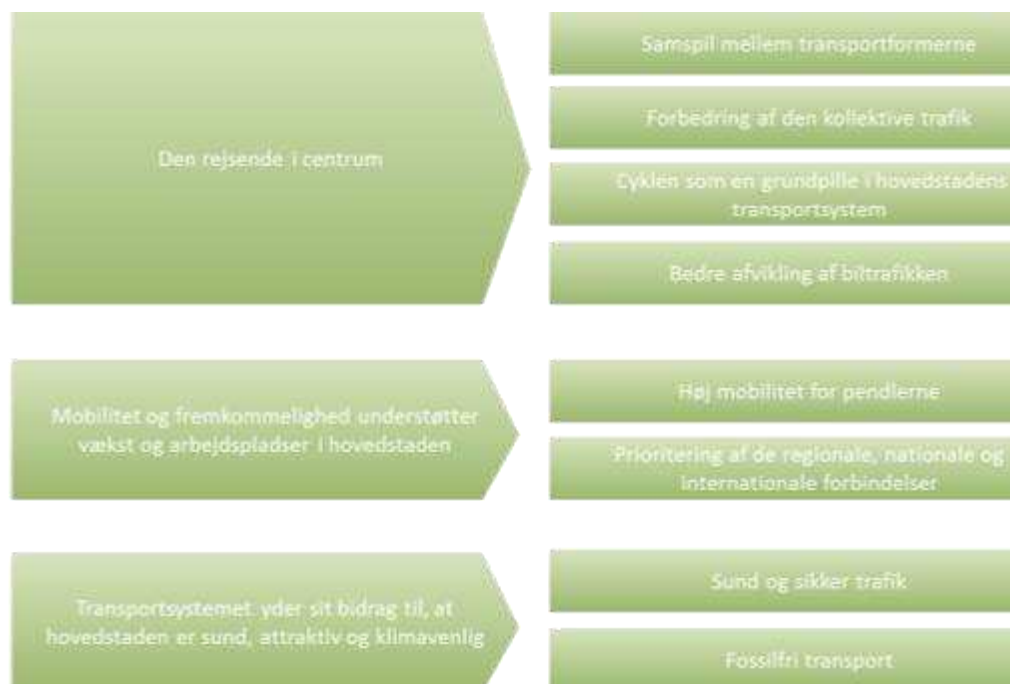 Den rejsende i centrum
Samspil mellem transportformerne
Forbedring af den kollektive trafik
Cyklen som en grundpille i hovedstadens
transportsystem
Bedre afvikling af biltrafikken
Mobilitet og fremkommelighed understøtter
vækst og arbejdspladser i hovedstaden
Høj mobilitet for pendlerne
Prioritering af de regionale, nationale og
internationale forbindelser
Transportsystemet yder sit bidrag til, at
hovedstaden er sund, attraktiv og klimavenlig
Sund og sikker trafik
Fossilfri transport